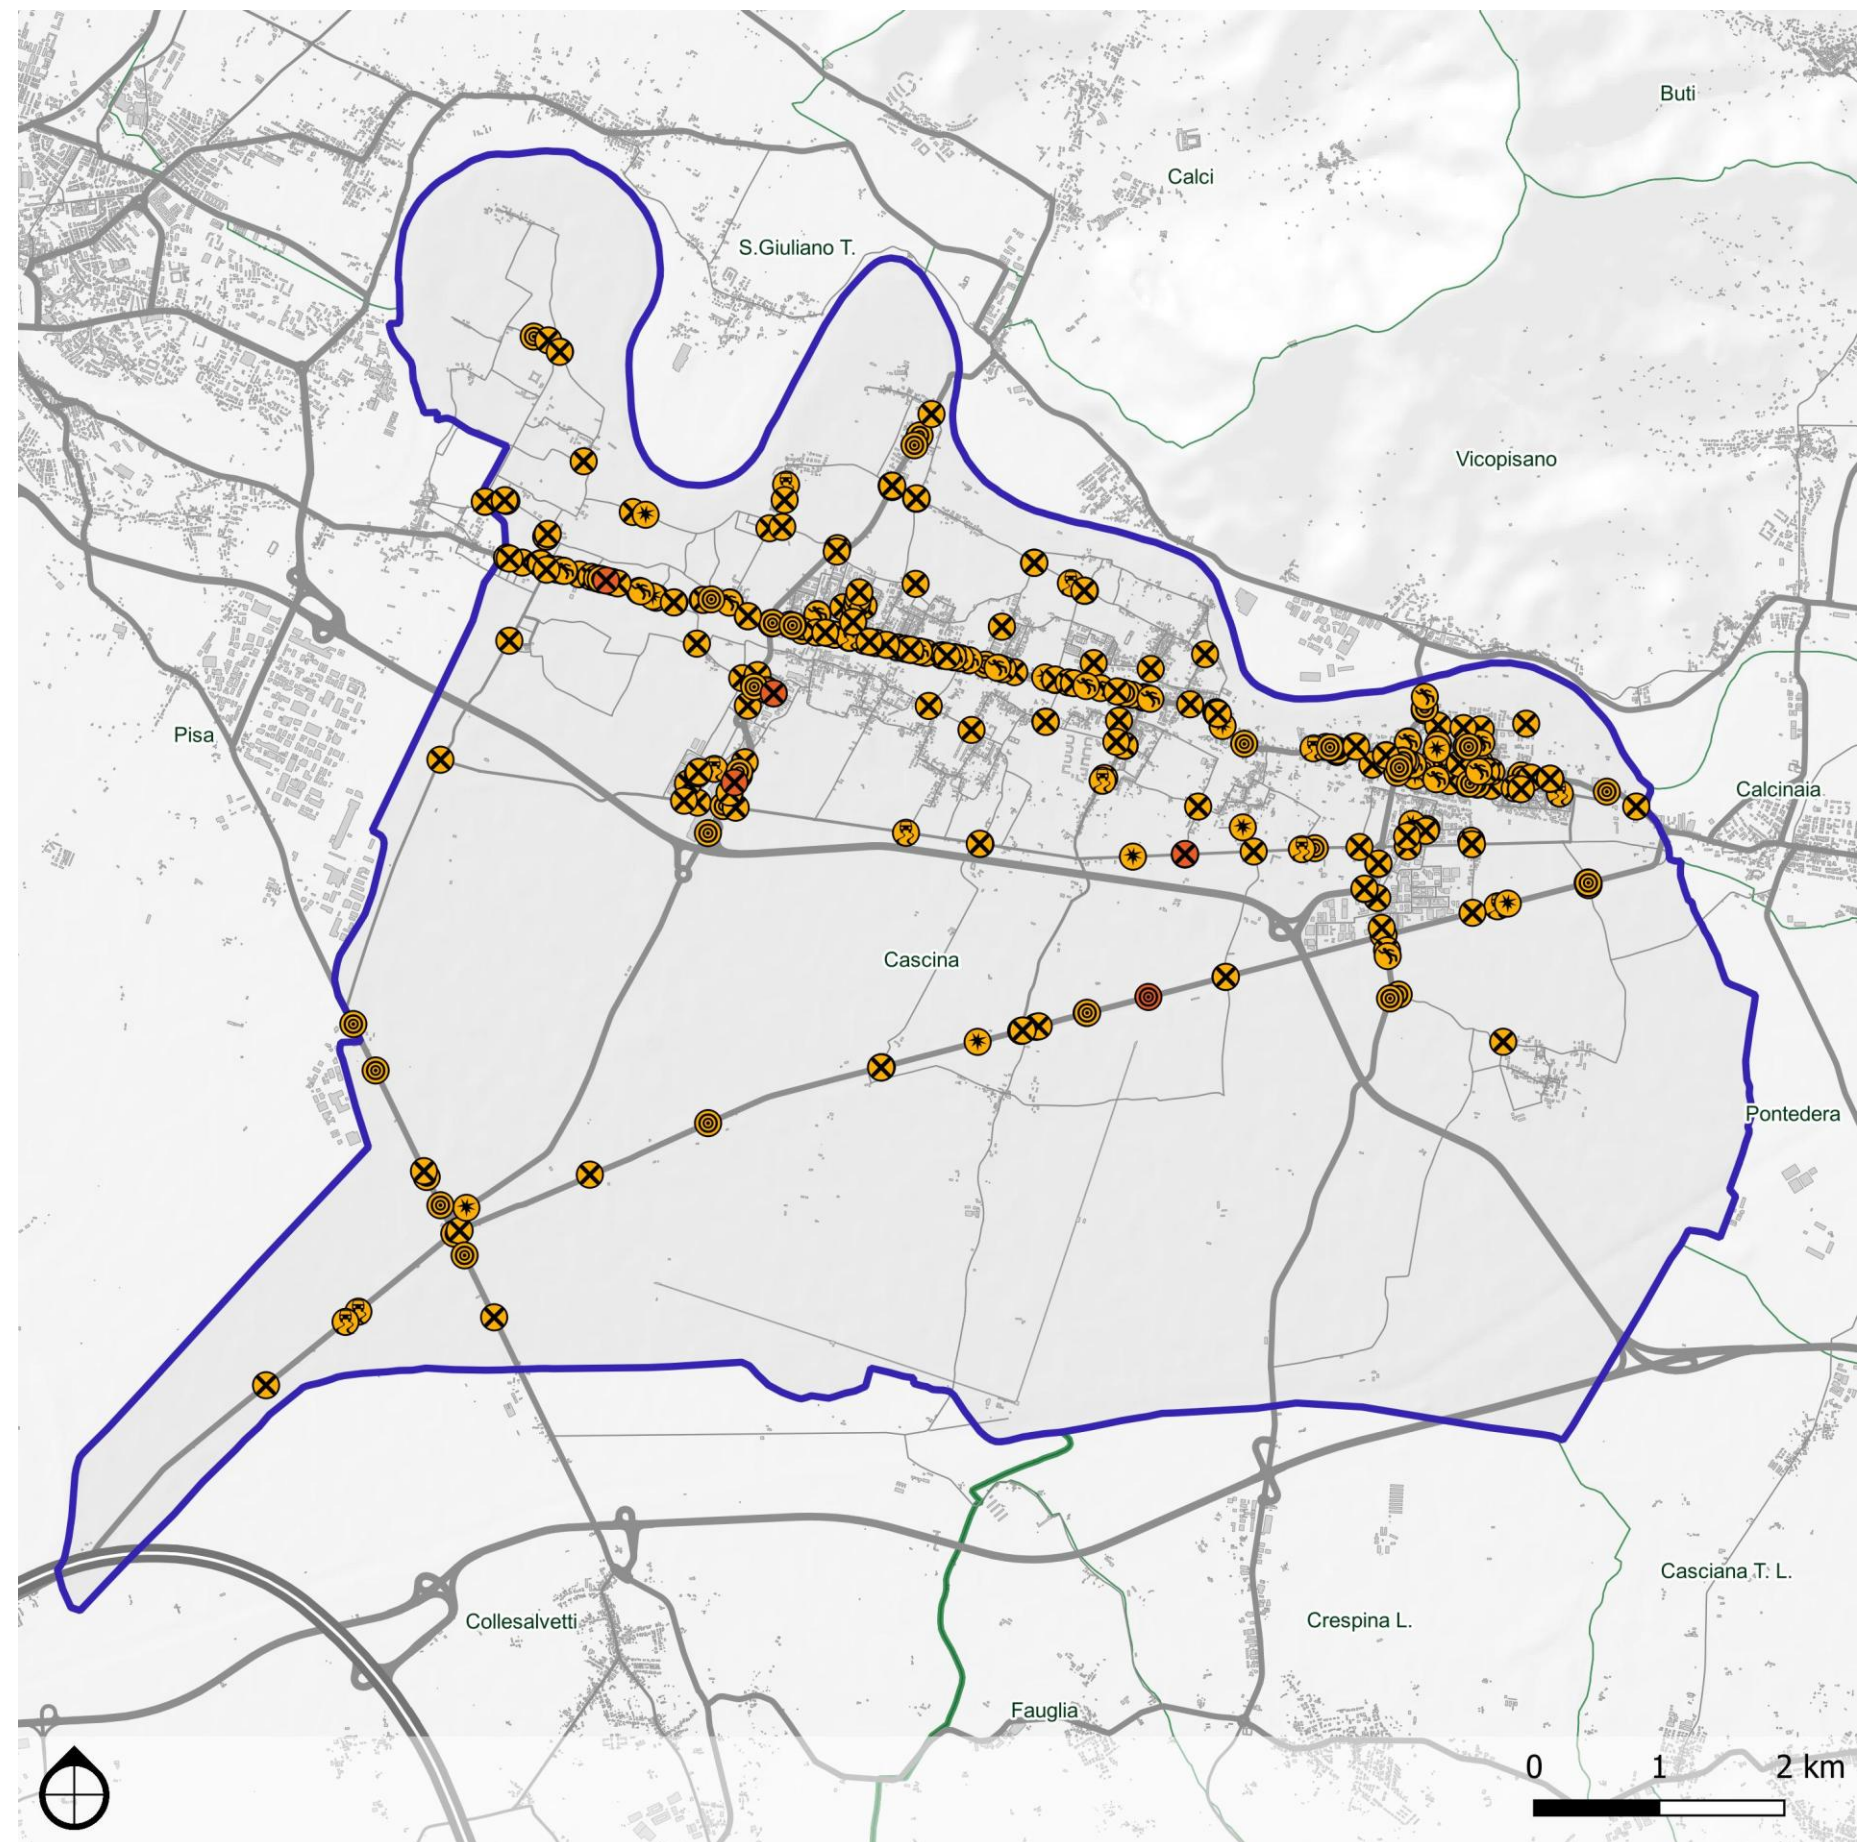 Buti
Calci
S.Giuliano T.
Vicopisano
Pisa
Calcinaia
Cascina
Pontedera
Casciana T. L.
Collesalvetti
Crespina L.
Fauglia
0 1 2 km